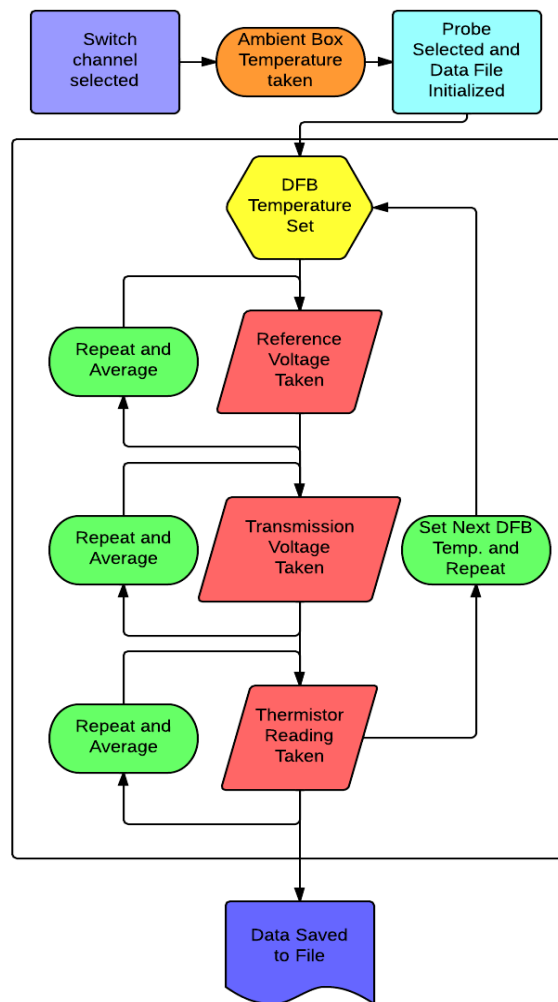 Switch
channel
selected
Ambient Box
Temperature
taken
Probe
Selected and
Data File
Initialized
DFB
Temperature
Set
Repeat and
Average
Reference
Voltage
Taken
Repeat and
Average
Transmission
Voltage
Taken
Set Next DFB
Temp. and
Repeat
Repeat and
Average
Thermistor
Reading
Taken
Data Saved
to File